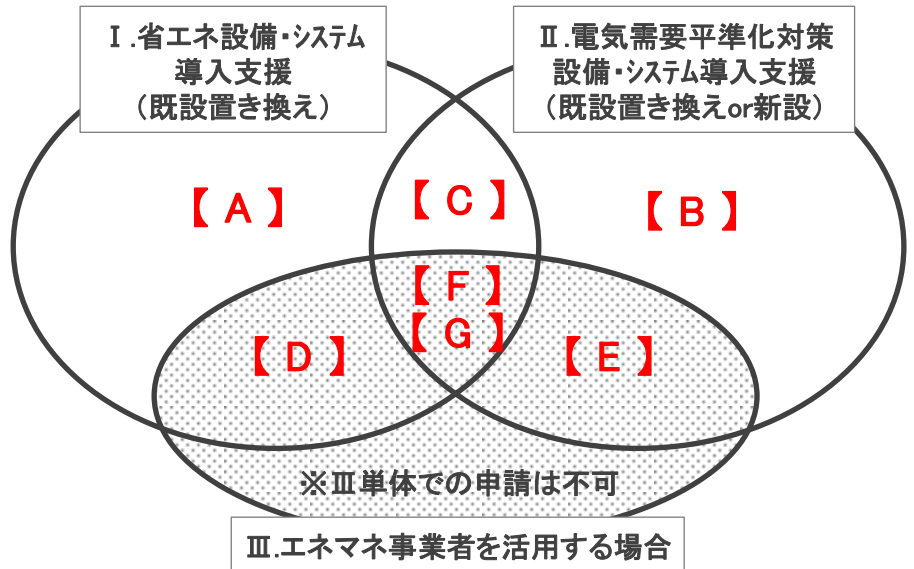 Ⅰ.省エネ設備・ｼｽﾃﾑ
導入支援
（既設置き換え）
Ⅱ.電気需要平準化対策
設備・ｼｽﾃﾑ導入支援
（既設置き換えor新設）
【 A 】
【 C 】
【 B 】
【 F 】
【 G 】
【 D 】
【 E 】
※Ⅲ単体での申請は不可
Ⅲ.エネマネ事業者を活用する場合